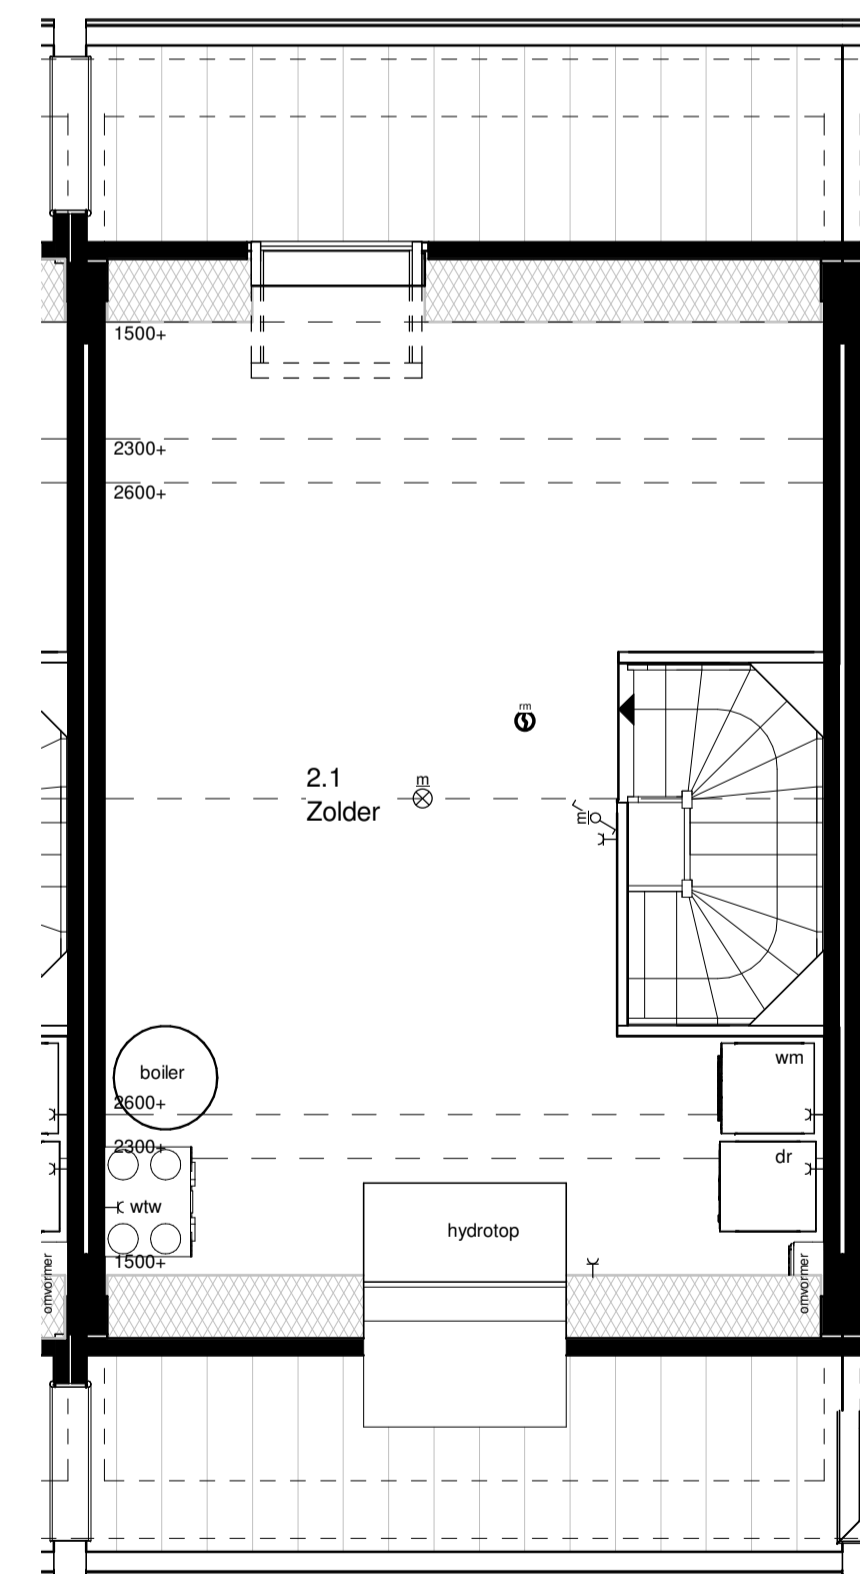 1500+
2300+
2600+
rm
2.1
Zolder
m
m
boiler
2600+
2300+
wm
dr
wtw
hydrotop
1500+
omvormer
omvormer